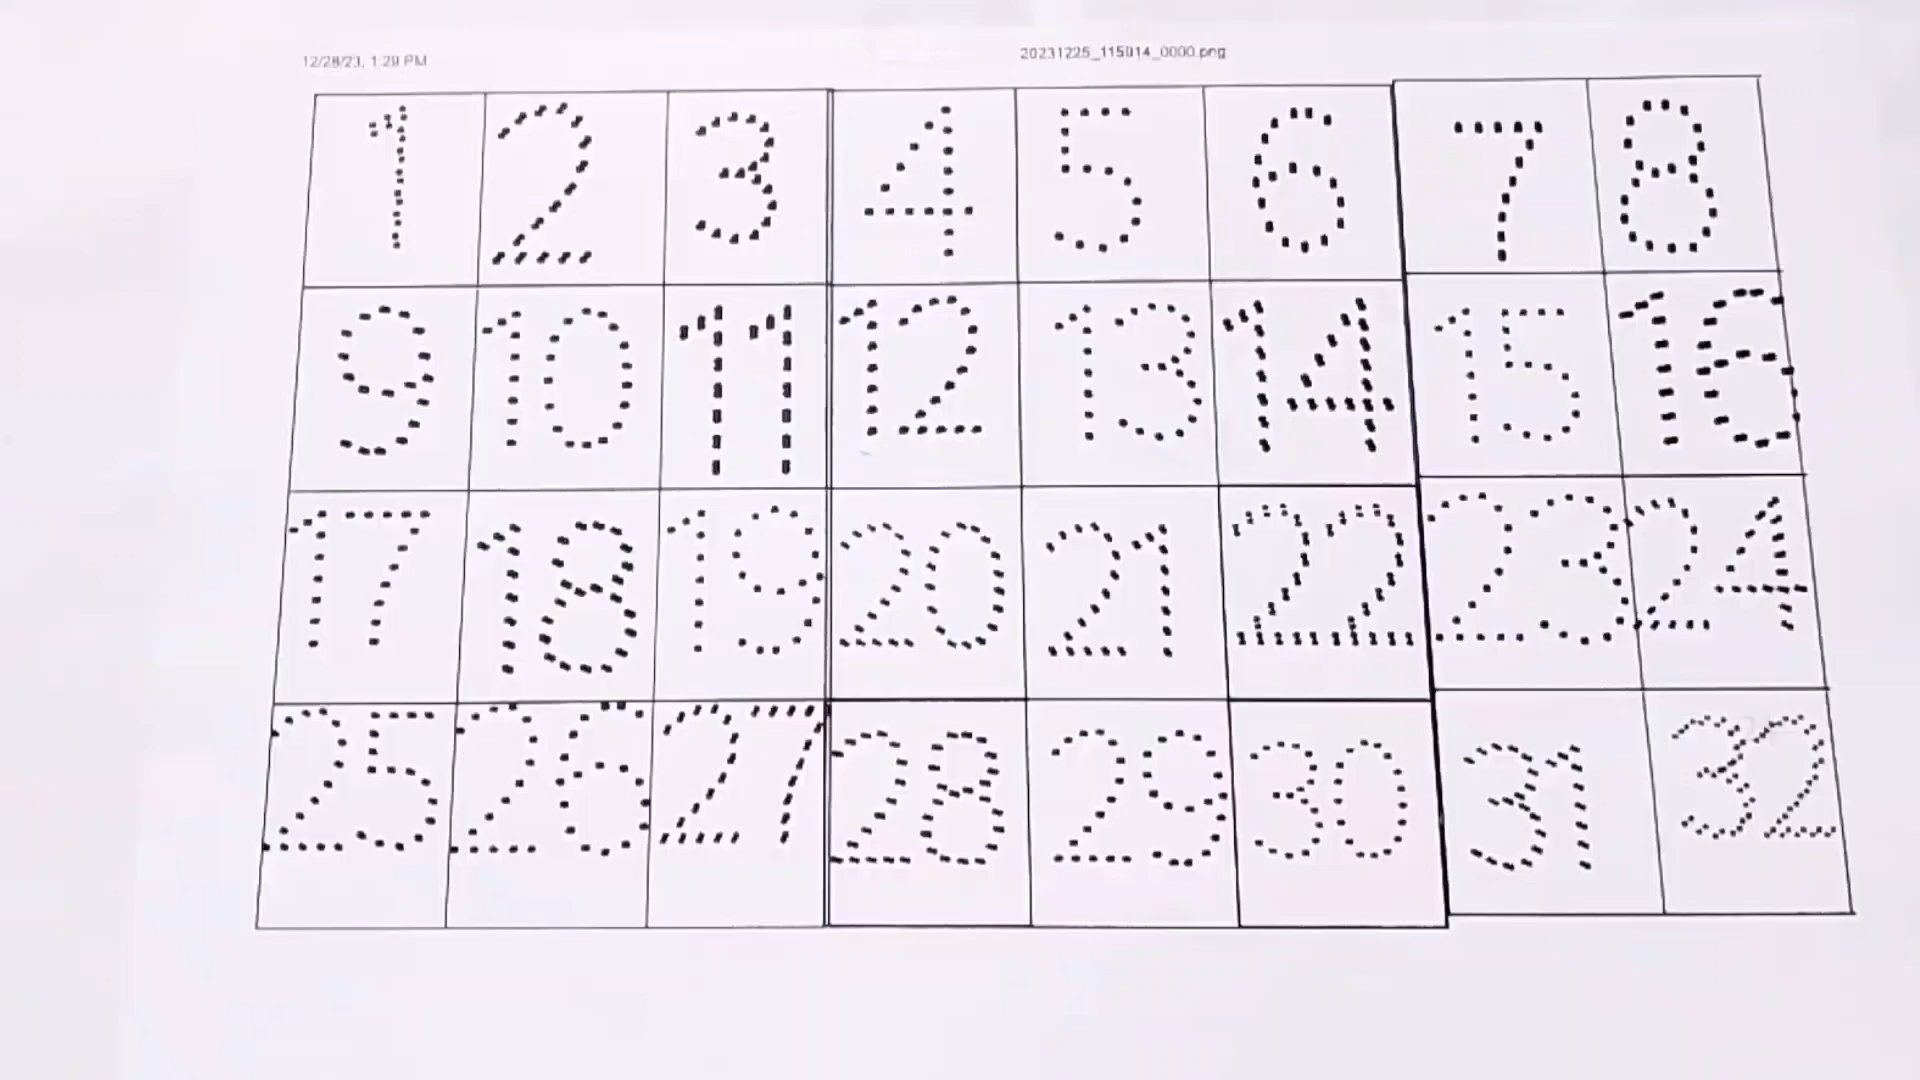 12/28/23, 1:29 PM
20231225_115014_0000.png
1 2 3 4 5 6 7 8
9 10 11 12 13 14 15 16
17 18 19 20 21 22 23 24
25 26 27 28 29 30 31 32